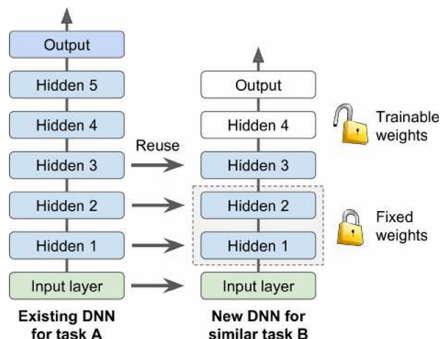 Output
Hidden 5
Hidden 4
Hidden 3
Hidden 2
Hidden 1
Input layer
Existing DNN
for task A
Reuse
Output
Hidden 4
Hidden 3
Hidden 2
Hidden 1
Input layer
New DNN for
similar task B
Trainable
weights
Fixed
weights